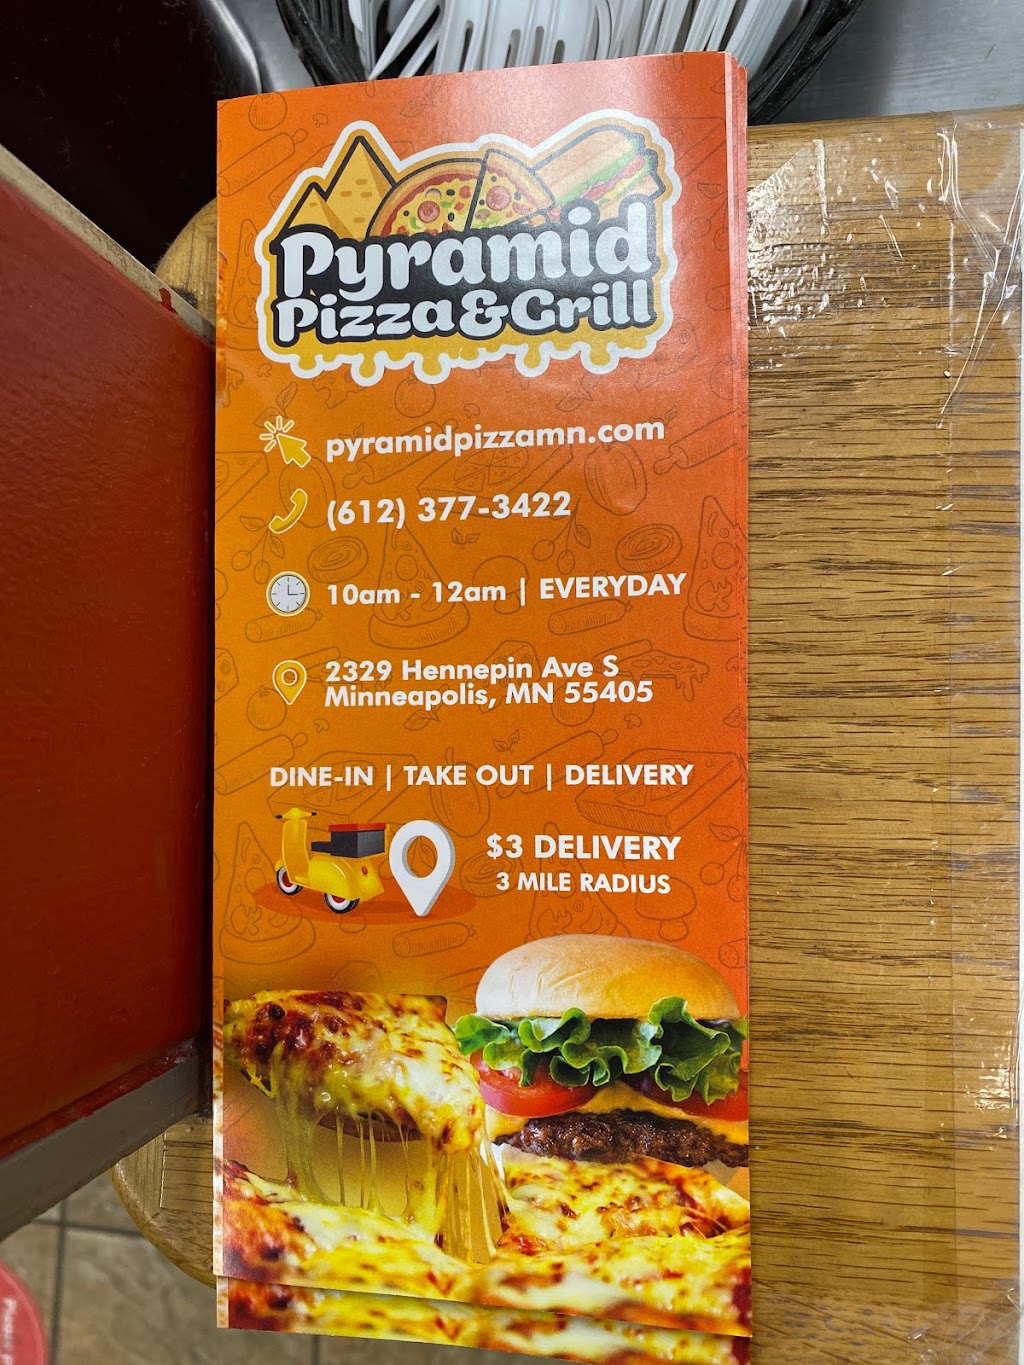 Pyramid
Pizza&Grill
pyramidpizzamn.com
(612) 377-3422
10am - 12am | EVERYDAY
2329 Hennepin Ave S
Minneapolis, MN 55405
DINE-IN | TAKE OUT | DELIVERY
$3 DELIVERY
3 MILE RADIUS